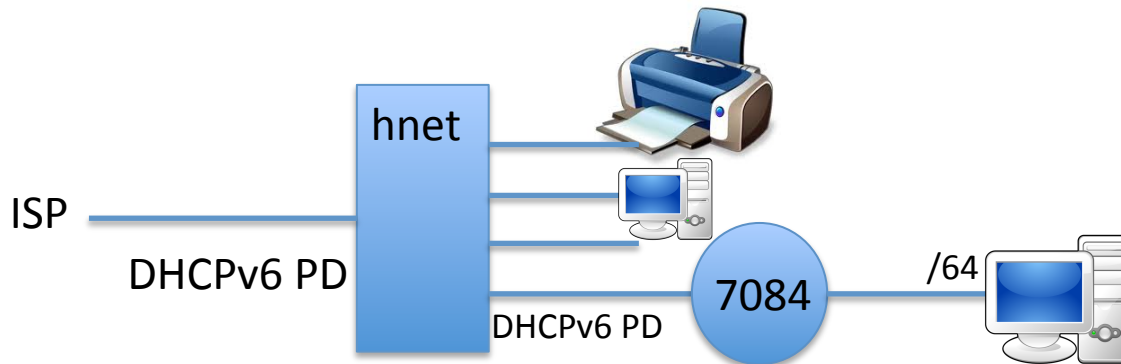 hnet
ISP
DHCPv6 PD
7084
/64
DHCPv6 PD